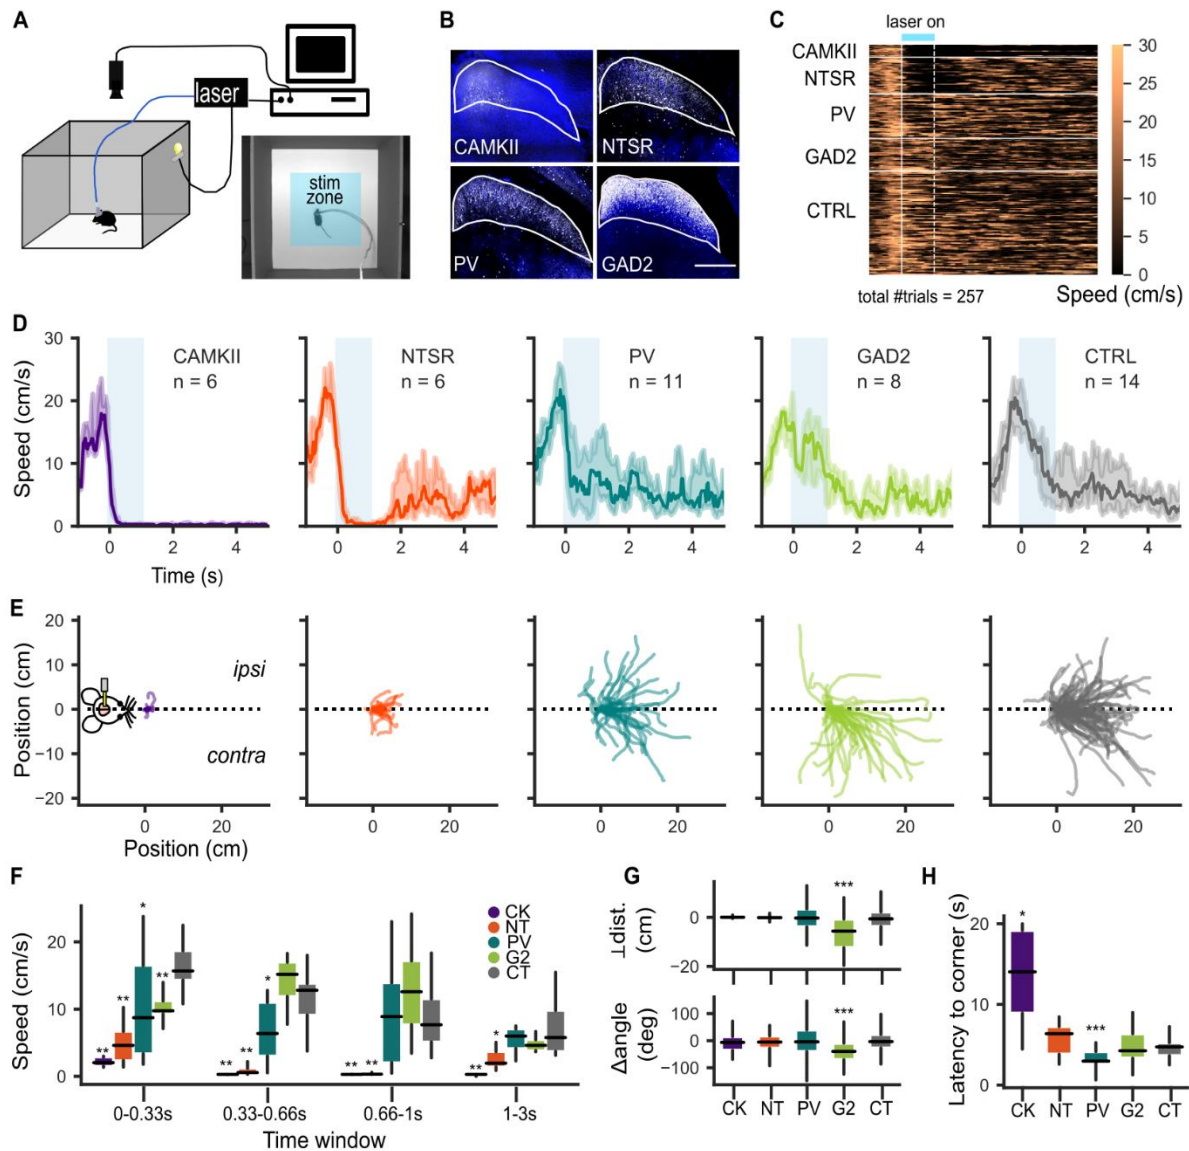 A
laser
stim
zone
B
CAMKII
NTSR
PV
GAD2
C
laser on
CAMKII
NTSR
PV
GAD2
CTRL
30
25
20
15
10
5
0
total #trials = 257
Speed (cm/s)
D
Speed (cm/s)
30
20
10
0
CAMKII
n = 6
NTSR
n = 6
PV
n = 11
GAD2
n = 8
CTRL
n = 14
0 2 4
0 2 4
0 2 4
0 2 4
0 2 4
Time (s)
E
Position (cm)
20
10
0
−10
−20
ipsi
contra
0 20
0 20
0 20
0 20
0 20
Position (cm)
F
Speed (cm/s)
20
10
0
** ** * **
** ** *
** **
** *
CK
NT
PV
G2
CT
0-0.33s 0.33-0.66s 0.66-1s 1-3s
Time window
G
⊥dist.
(cm)
0
−20
***
Δangle
(deg)
100
0
−100
***
CK NT PV G2 CT
H
Latency to corner (s)
20
10
0
*
***
CK NT PV G2 CT